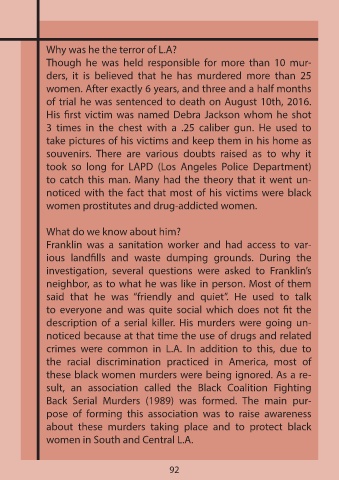 Why was he the terror of L.A?
Though he was held responsible for more than 10 mur-
ders, it is believed that he has murdered more than 25
women. After exactly 6 years, and three and a half months
of trial he was sentenced to death on August 10th, 2016.
His first victim was named Debra Jackson whom he shot
3 times in the chest with a .25 caliber gun. He used to
take pictures of his victims and keep them in his home as
souvenirs. There are various doubts raised as to why it
took so long for LAPD (Los Angeles Police Department)
to catch this man. Many had the theory that it went un-
noticed with the fact that most of his victims were black
women prostitutes and drug-addicted women.
What do we know about him?
Franklin was a sanitation worker and had access to var-
ious landfills and waste dumping grounds. During the
investigation, several questions were asked to Franklin's
neighbor, as to what he was like in person. Most of them
said that he was "friendly and quiet". He used to talk
to everyone and was quite social which does not fit the
description of a serial killer. His murders were going un-
noticed because at that time the use of drugs and related
crimes were common in L.A. In addition to this, due to
the racial discrimination practiced in America, most of
these black women murders were being ignored. As a re-
sult, an association called the Black Coalition Fighting
Back Serial Murders (1989) was formed. The main pur-
pose of forming this association was to raise awareness
about these murders taking place and to protect black
women in South and Central L.A.
92